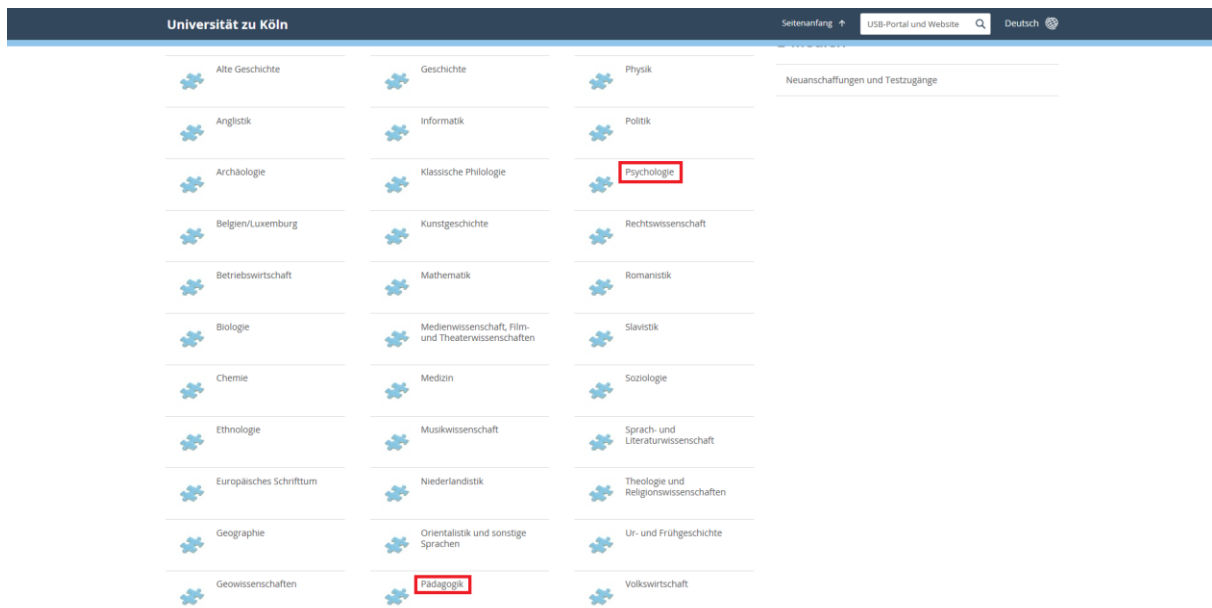 Universität zu Köln
Seitenanfang ↑
USB-Portal und Website
Deutsch
Alte Geschichte
Geschichte
Physik
Neuanschaffungen und Testzugänge
Anglistik
Informatik
Politik
Archäologie
Klassische Philologie
Psychologie
Belgien/Luxemburg
Kunstgeschichte
Rechtswissenschaft
Betriebswirtschaft
Mathematik
Romanistik
Biologie
Medienwissenschaft, Film-
und Theaterwissenschaften
Slavistik
Chemie
Medizin
Soziologie
Ethnologie
Musikwissenschaft
Sprach- und
Literaturwissenschaft
Europäisches Schrifttum
Niederlandistik
Theologie und
Religionswissenschaften
Geographie
Orientalistik und sonstige
Sprachen
Ur- und Frühgeschichte
Geowissenschaften
Pädagogik
Volkswirtschaft